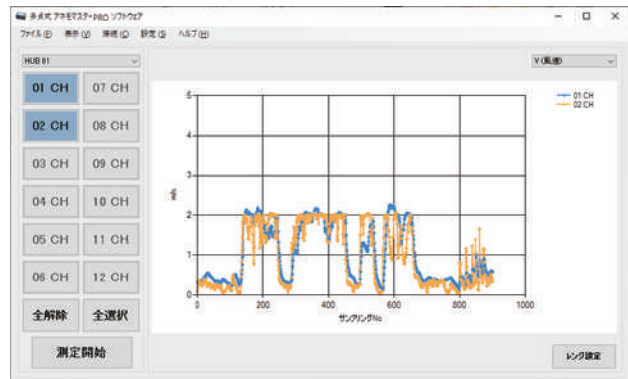 多点式 アネモマスターPRO ソフトウェア
ファイル(F) 表示(V) 接続(C) 設定(S) ヘルプ(H)
HUB 01
V (風速)
01 CH 07 CH
02 CH 08 CH
03 CH 09 CH
04 CH 10 CH
05 CH 11 CH
06 CH 12 CH
全解除 全選択
測定開始
01 CH
02 CH
5
4
3
2
1
0
m/s
0 200 400 600 800 1000
サンプリングNo
レンジ設定